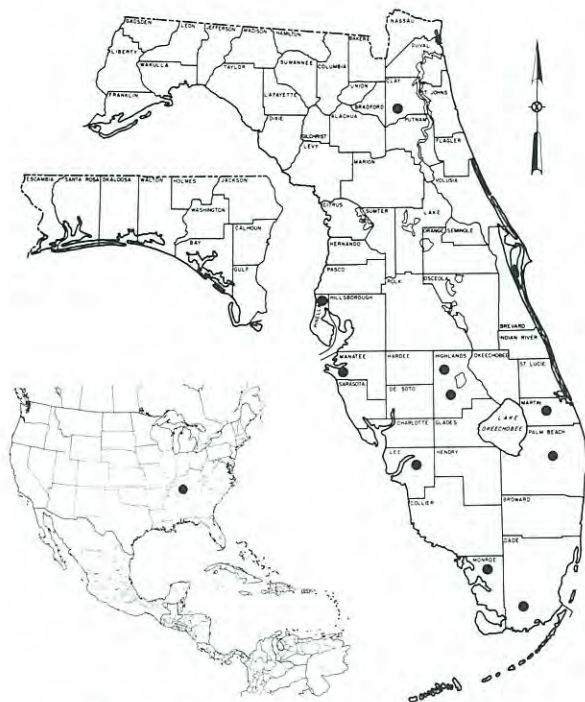 NASSAU
GADSDEN
LEON
JEFFERSON
MADISON
HAMILTON
BAKER
DUVAL
LIBERTY
WAKULLA
TAYLOR
SUWANNEE
COLUMBIA
UNION
CLAY
ST JOHNS
FRANKLIN
LAFAYETTE
BRADFORD
DIXIE
ALACHUA
PUTNAM
GILCHRIST
LEVY
FLAGLER
MARION
VOLUSIA
ESCAMBIA
SANTA ROSA
OKALOOSA
WALTON
HOLMES
JACKSON
WASHINGTON
CALHOUN
BAY
GULF
CITRUS
SUMTER
LAKE
HERNANDO
ORANGE
SEMINOLE
PASCO
POLK
OSCEOLA
HILLSBOROUGH
BREVARD
INDIAN RIVER
MANATEE
HARDEE
HIGHLANDS
OKEECHOBEE
ST. LUCIE
SARASOTA
DE SOTO
MARTIN
CHARLOTTE
GLADES
LAKE
OKEECHOBEE
PALM BEACH
LEE
HENDRY
COLLIER
BROWARD
DADE
MONROE